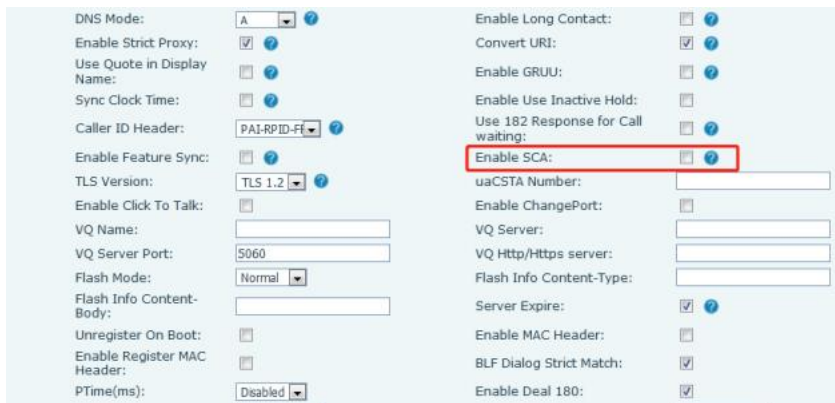 DNS Mode: A Enable Long Contact:
Enable Strict Proxy: Convert URI:
Use Quote in Display
Name: Enable GRUU:
Sync Clock Time: Enable Use Inactive Hold:
Caller ID Header: PAI-RPID-FF Use 182 Response for Call
waiting:
Enable Feature Sync: Enable SCA:
TLS Version: TLS 1.2 uaCSTA Number:
Enable Click To Talk: Enable ChangePort:
VQ Name: VQ Server:
VQ Server Port: 5060 VQ Http/Https server:
Flash Mode: Normal Flash Info Content-Type:
Flash Info Content-
Body: Server Expire:
Unregister On Boot: Enable MAC Header:
Enable Register MAC
Header: BLF Dialog Strict Match:
PTime(ms): Disabled Enable Deal 180: